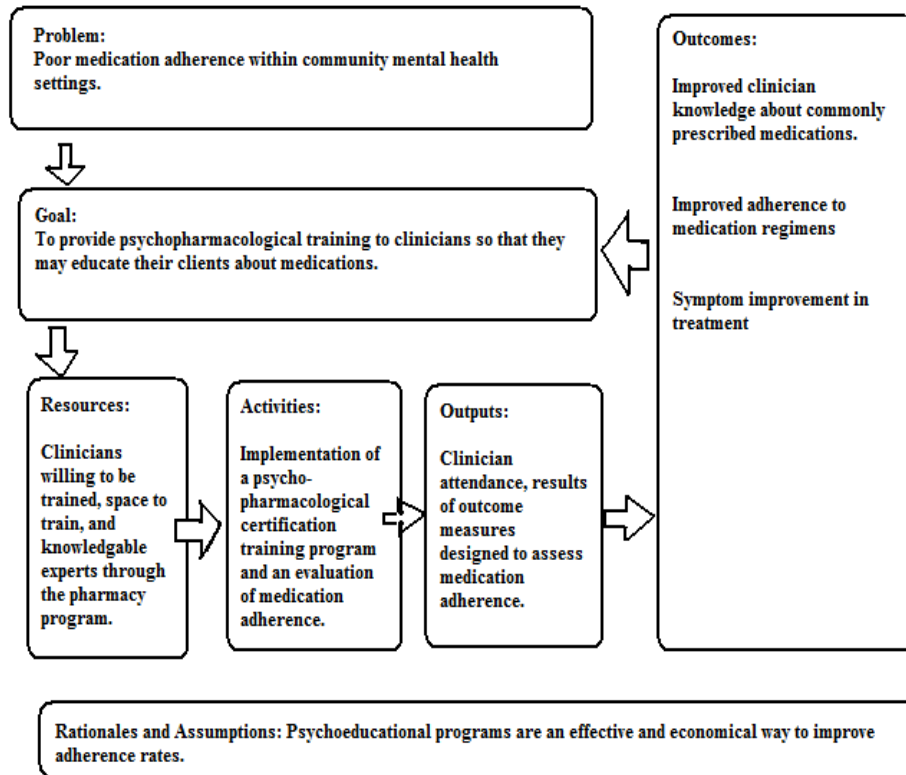 Problem:
Poor medication adherence within community mental health
settings.
Goal:
To provide psychopharmacological training to clinicians so that they
may educate their clients about medications.
Resources:
Clinicians
willing to be
trained, space to
train, and
knowledgable
experts through
the pharmacy
program.
Activities:
Implementation of
a psycho-
pharmacological
certification
training program
and an evaluation
of medication
adherence.
Outputs:
Clinician
attendance, results
of outcome
measures
designed to assess
medication
adherence.
Outcomes:
Improved clinician
knowledge about commonly
prescribed medications.
Improved adherence to
medication regimens
Symptom improvement in
treatment
Rationales and Assumptions: Psychoeducational programs are an effective and economical way to improve
adherence rates.